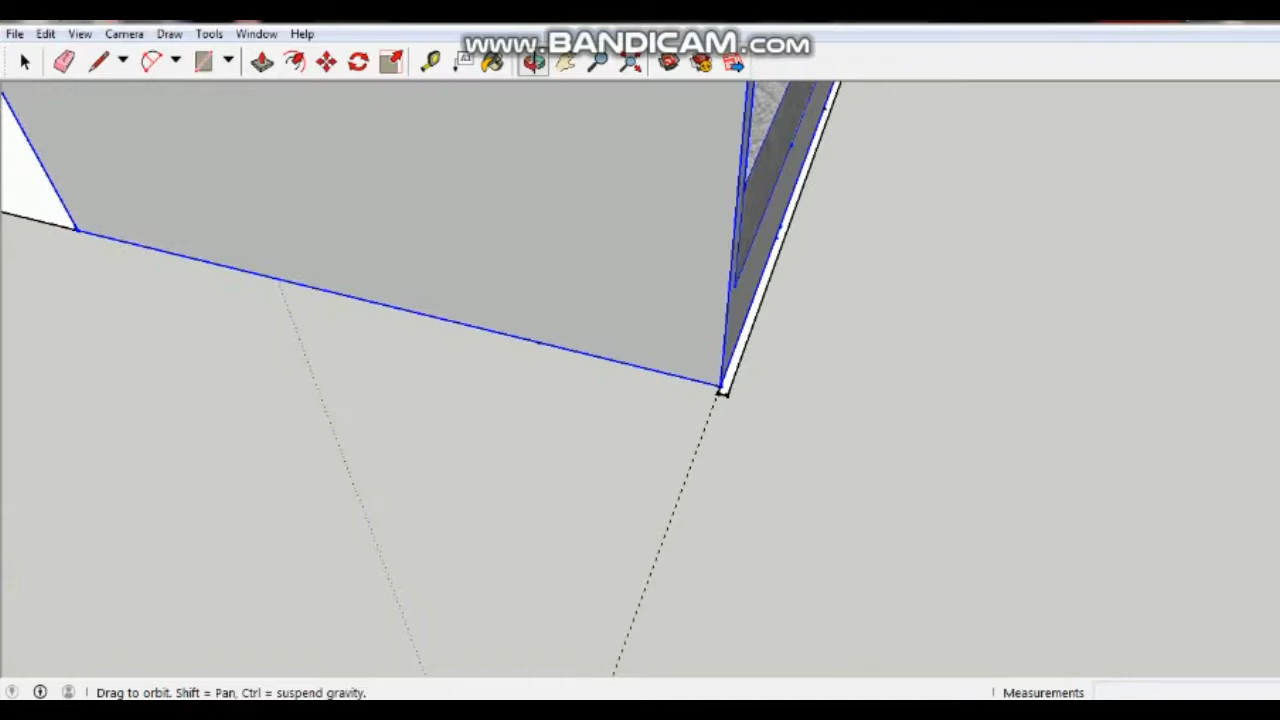 File Edit View Camera Draw Tools Window Help
www.BANDICAM.com
A1
Drag to orbit. Shift = Pan, Ctrl = suspend gravity.
Measurements